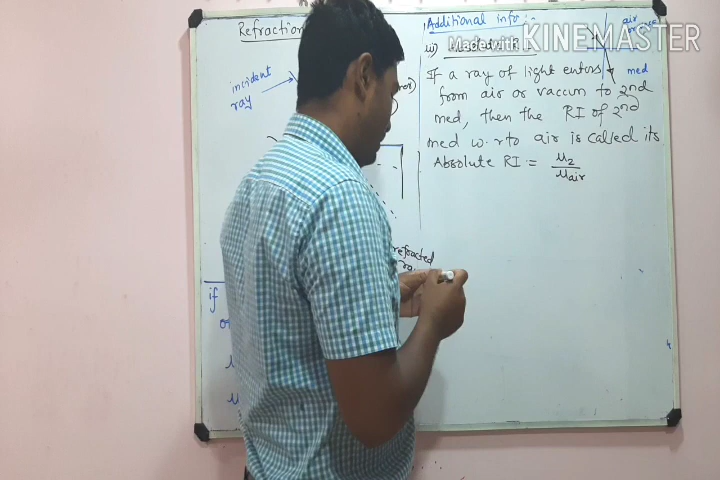 Refraction
incident
ray
refracted
if
Additional info :-
ii)
Made with
KINEMASTER
air
med
If a ray of light enters
from air or vaccum to 2nd
med, then the RI of 2nd
med w.r to air is called its
Absolute RI = μ2
μair